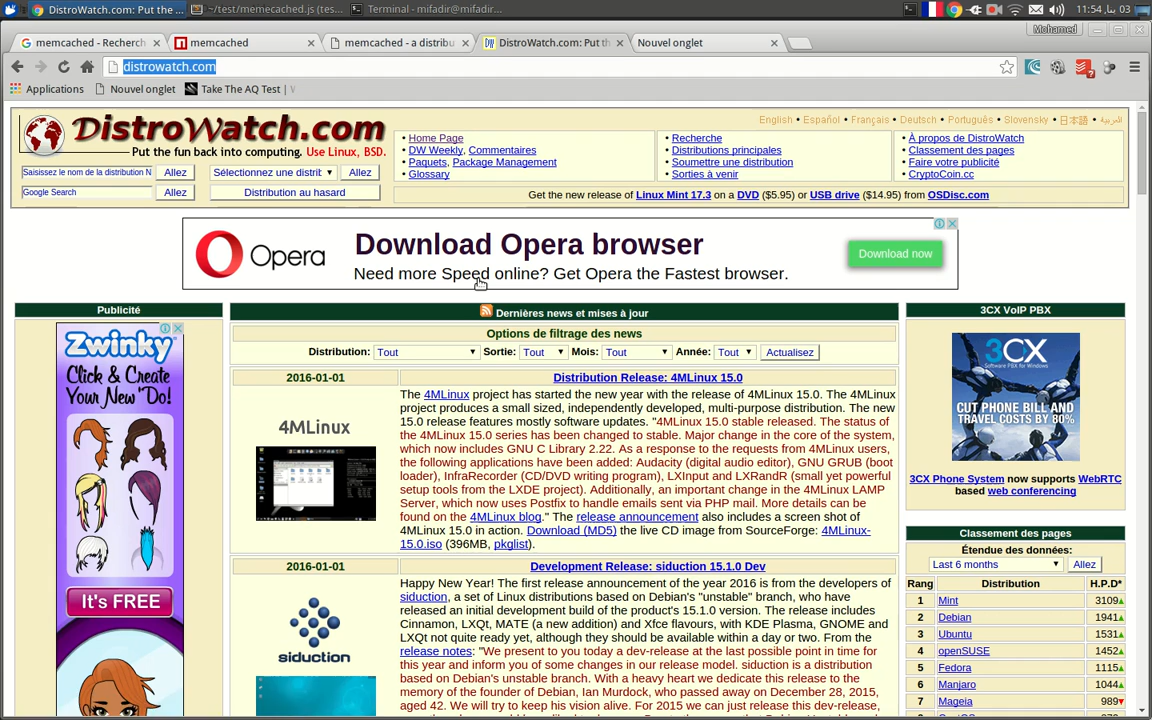 DistroWatch.com: Put the ...
~/test/memecached.js (tes...
Terminal - mifadir@mifadir...
11:54 يناير 03
memcached - Recherch
memcached
memcached - a distribu
DistroWatch.com: Put th
Nouvel onglet
Mohamed
distrowatch.com
Applications
Nouvel onglet
Take The AQ Test |
DistroWatch.com
Put the fun back into computing. Use Linux, BSD.
English • Español • Français • Deutsch • Português • Slovensky • 日本語 • العربية
• Home Page
• DW Weekly, Commentaires
• Paquets, Package Management
• Glossary
• Recherche
• Distributions principales
• Soumettre une distribution
• Sorties à venir
• À propos de DistroWatch
• Classement des pages
• Faire votre publicité
• CryptoCoin.cc
Saisissez le nom de la distribution N
Allez
Sélectionnez une distrit
Allez
Google Search
Allez
Distribution au hasard
Get the new release of Linux Mint 17.3 on a DVD ($5.95) or USB drive ($14.95) from OSDisc.com
Opera
Download Opera browser
Need more Speed online? Get Opera the Fastest browser.
Download now
Publicité
Zwinky
Click & Create
Your New 'Do!
It's FREE
Dernières news et mises à jour
Options de filtrage des news
Distribution: Tout Sortie: Tout Mois: Tout Année: Tout Actualisez
2016-01-01
Distribution Release: 4MLinux 15.0
4MLinux
The 4MLinux project has started the new year with the release of 4MLinux 15.0. The 4MLinux
project produces a small sized, independently developed, multi-purpose distribution. The new
15.0 release features mostly software updates. "4MLinux 15.0 stable released. The status of
the 4MLinux 15.0 series has been changed to stable. Major change in the core of the system,
which now includes GNU C Library 2.22. As a response to the requests from 4MLinux users,
the following applications have been added: Audacity (digital audio editor), GNU GRUB (boot
loader), InfraRecorder (CD/DVD writing program), LXInput and LXRandR (small yet powerful
setup tools from the LXDE project). Additionally, an important change in the 4MLinux LAMP
Server, which now uses Postfix to handle emails sent via PHP mail. More details can be
found on the 4MLinux blog." The release announcement also includes a screen shot of
4MLinux 15.0 in action. Download (MD5) the live CD image from SourceForge: 4MLinux-
15.0.iso (396MB, pkglist).
2016-01-01
Development Release: siduction 15.1.0 Dev
siduction
Happy New Year! The first release announcement of the year 2016 is from the developers of
siduction, a set of Linux distributions based on Debian's "unstable" branch, who have
released an initial development build of the product's 15.1.0 version. The release includes
Cinnamon, LXQt, MATE (a new addition) and Xfce flavours, with KDE Plasma, GNOME and
LXQt not quite ready yet, although they should be available within a day or two. From the
release notes: "We present to you today a dev-release at the last possible point in time for
this year and inform you of some changes in our release model. siduction is a distribution
based on Debian's unstable branch. With a heavy heart we dedicate this release to the
memory of the founder of Debian, Ian Murdock, who passed away on December 28, 2015,
aged 42. We will try to keep his vision alive. For 2015 we can just release this dev-release,
3CX VoIP PBX
3CX
Software PBX for Windows
CUT PHONE BILL AND
TRAVEL COSTS BY 80%
3CX Phone System now supports WebRTC
based web conferencing
Classement des pages
Étendue des données:
Last 6 months
Allez
Rang Distribution H.P.D*
1 Mint 3109
2 Debian 1941
3 Ubuntu 1531
4 openSUSE 1452
5 Fedora 1115
6 Manjaro 1044
7 Mageia 989